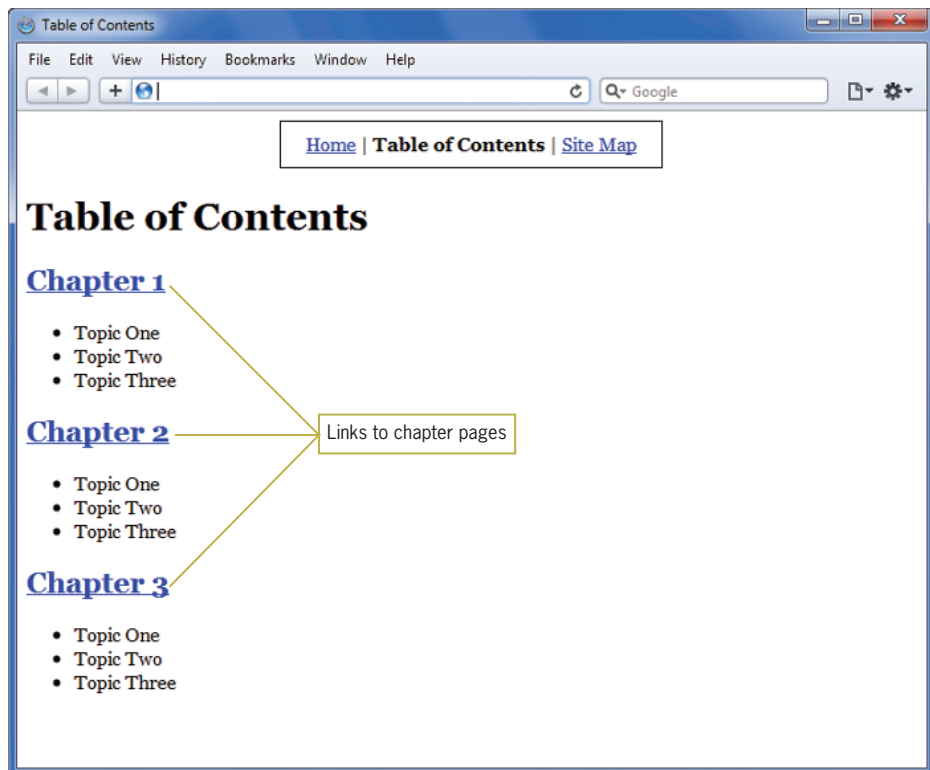 Table of Contents
File Edit View History Bookmarks Window Help
Google
Home | Table of Contents | Site Map
Table of Contents
Chapter 1
• Topic One
• Topic Two
• Topic Three
Chapter 2
Links to chapter pages
• Topic One
• Topic Two
• Topic Three
Chapter 3
• Topic One
• Topic Two
• Topic Three